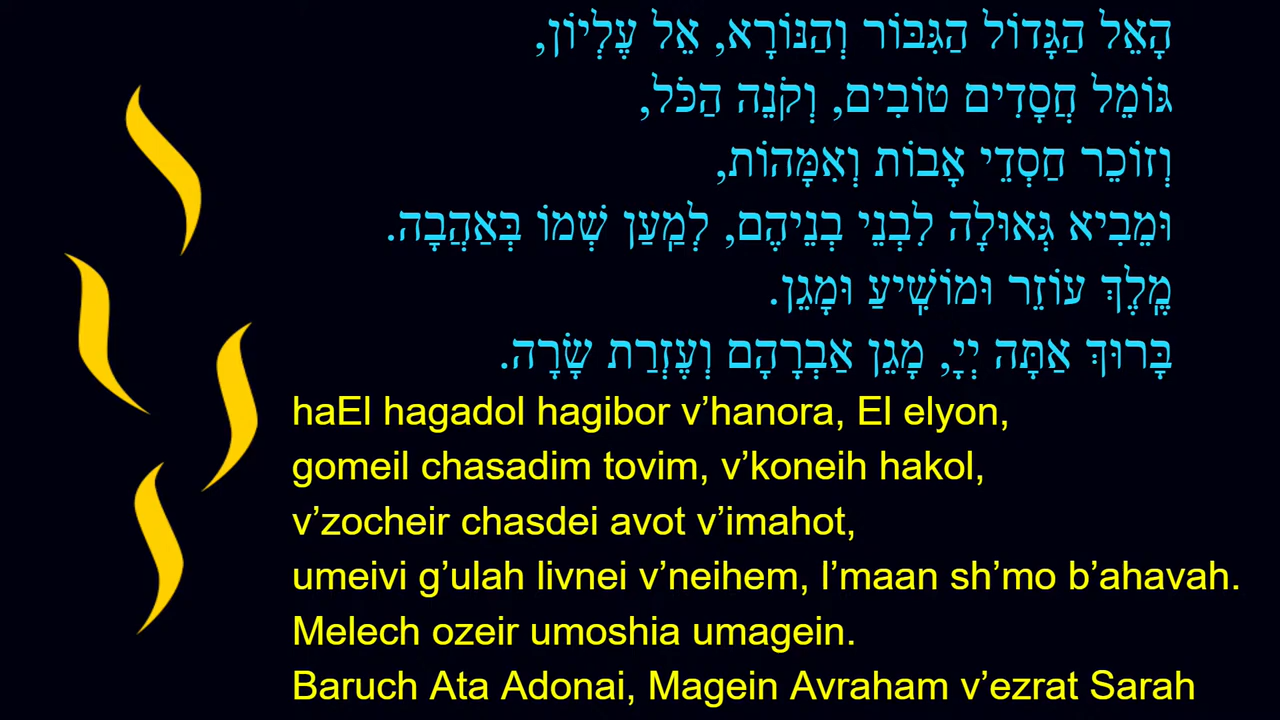 הָאֵל הַגָּדוֹל הַגִּבּוֹר וְהַנּוֹרָא, אֵל עֶלְיוֹן,
גּוֹמֵל חֲסָדִים טוֹבִים, וְקֹנֵה הַכֹּל,
וְזוֹכֵר חַסְדֵי אָבוֹת וְאִמָּהוֹת,
וּמֵבִיא גְּאוּלָה לִבְנֵי בְנֵיהֶם, לְמַֽעַן שְׁמוֹ בְּאַהֲבָה.
מֶֽלֶךְ עוֹזֵר וּמוֹשִֽׁיעַ וּמָגֵן.
בָּרוּךְ אַתָּה יְיָ, מָגֵן אַבְרָהָם וְעֶזְרַת שָׂרָה.
haEl hagadol hagibor v’hanora, El elyon,
gomeil chasadim tovim, v’koneih hakol,
v’zocheir chasdei avot v’imahot,
umeivi g’ulah livnei v’neihem, l’maan sh’mo b’ahavah.
Melech ozeir umoshia umagein.
Baruch Ata Adonai, Magein Avraham v’ezrat Sarah